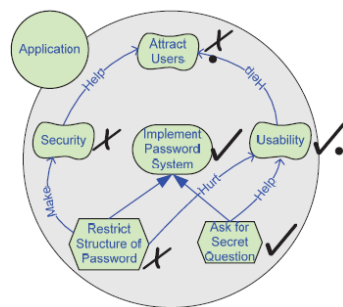 Application
Attract
Users
Help
Help
Security
Implement
Password
System
Usability
Make
Hurt
Help
Restrict
Structure of
Password
Ask for
Secret
Question